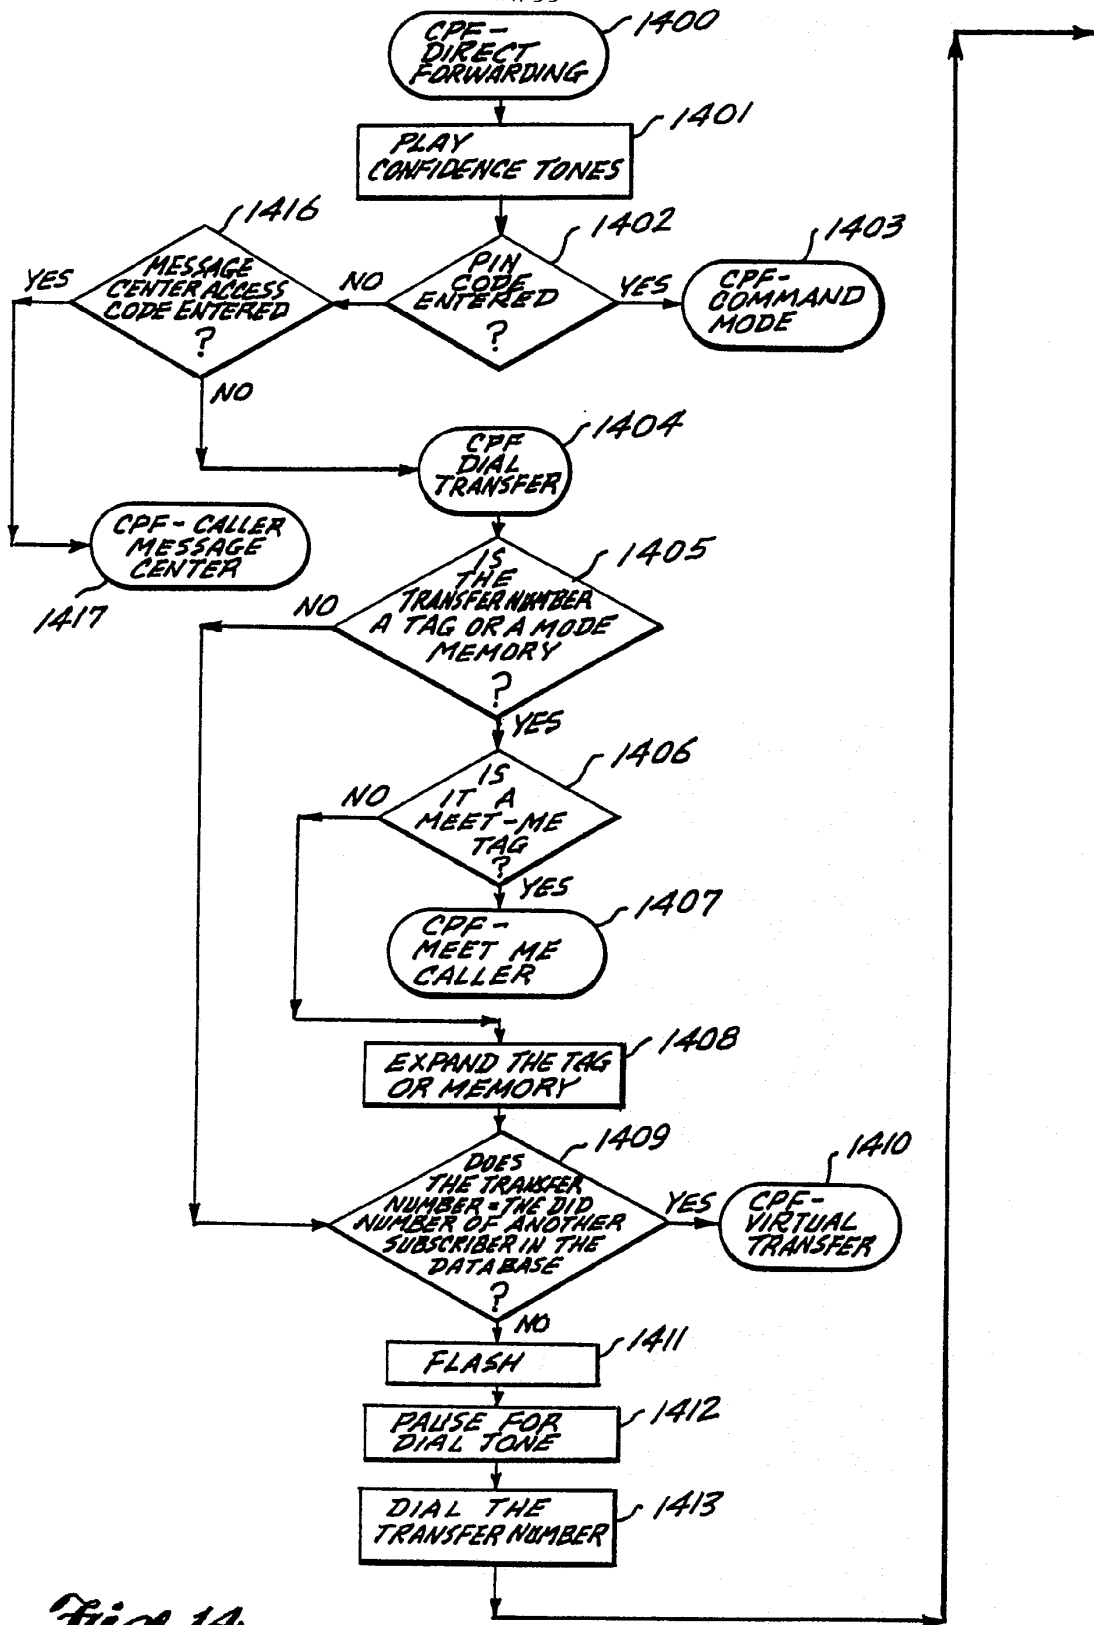 1400
CPF-
DIRECT
FORWARDING
1401
PLAY
CONFIDENCE TONES
1416
MESSAGE
CENTER ACCESS
CODE ENTERED
?
YES
NO
NO
1402
PIN
CODE
ENTERED
?
YES
1403
CPF-
COMMAND
MODE
1404
CPF
DIAL
TRANSFER
CPF-CALLER
MESSAGE
CENTER
1417
1405
IS
THE
TRANSFER NUMBER
A TAG OR A MODE
MEMORY
?
NO
YES
1406
IS
IT A
MEET-ME
TAG
?
NO
YES
1407
CPF-
MEET ME
CALLER
1408
EXPAND THE TAG
OR MEMORY
1409
DOES
THE TRANSFER
NUMBER=THE DID
NUMBER OF ANOTHER
SUBSCRIBER IN THE
DATABASE
?
YES
NO
1410
CPF-
VIRTUAL
TRANSFER
1411
FLASH
1412
PAUSE FOR
DIAL TONE
1413
DIAL THE
TRANSFER NUMBER
Fig. 14